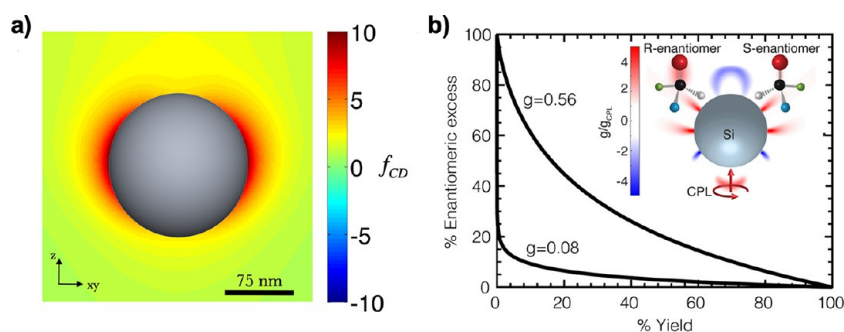 a)
10
5
0
-5
-10
f_CD
z
xy
75 nm
b)
% Enantiomeric excess
100
80
60
40
20
0
0 20 40 60 80 100
% Yield
g=0.56
g=0.08
R-enantiomer S-enantiomer
4
2
0
-2
-4
g/g_CPL
Si
CPL